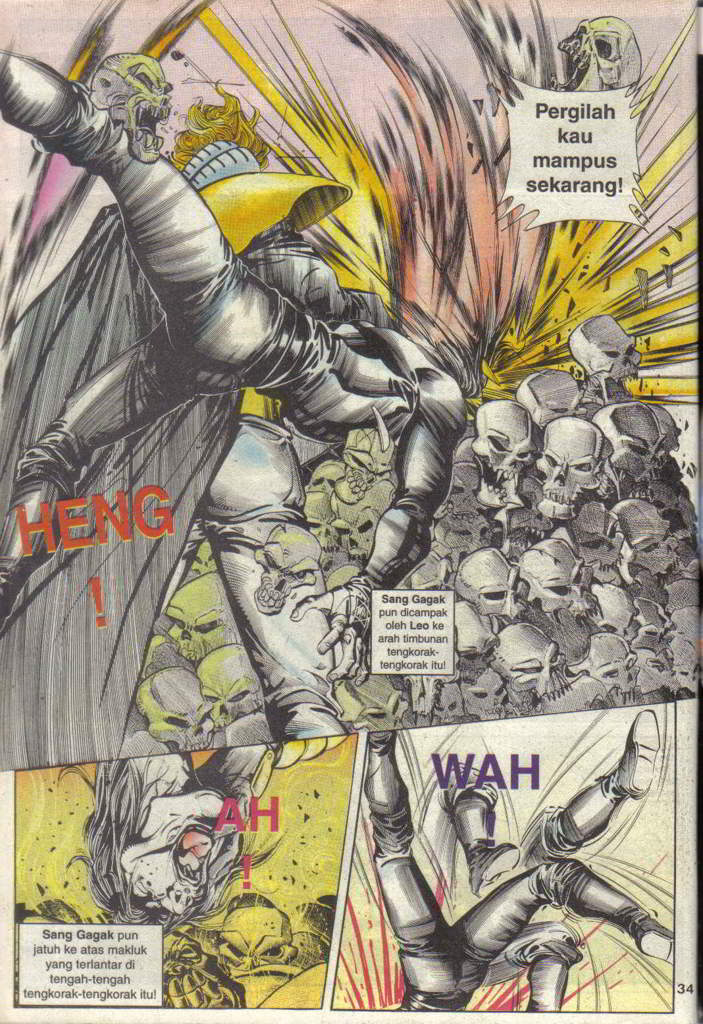 Pergilah
kau
mampus
sekarang!
HENG
!
Sang Gagak
pun dicampak
oleh Leo ke
arah timbunan
tengkorak-
tengkorak itu!
AH
!
Sang Gagak pun
jatuh ke atas makluk
yang terlantar di
tengah-tengah
tengkorak-tengkorak itu!
WAH
!
34